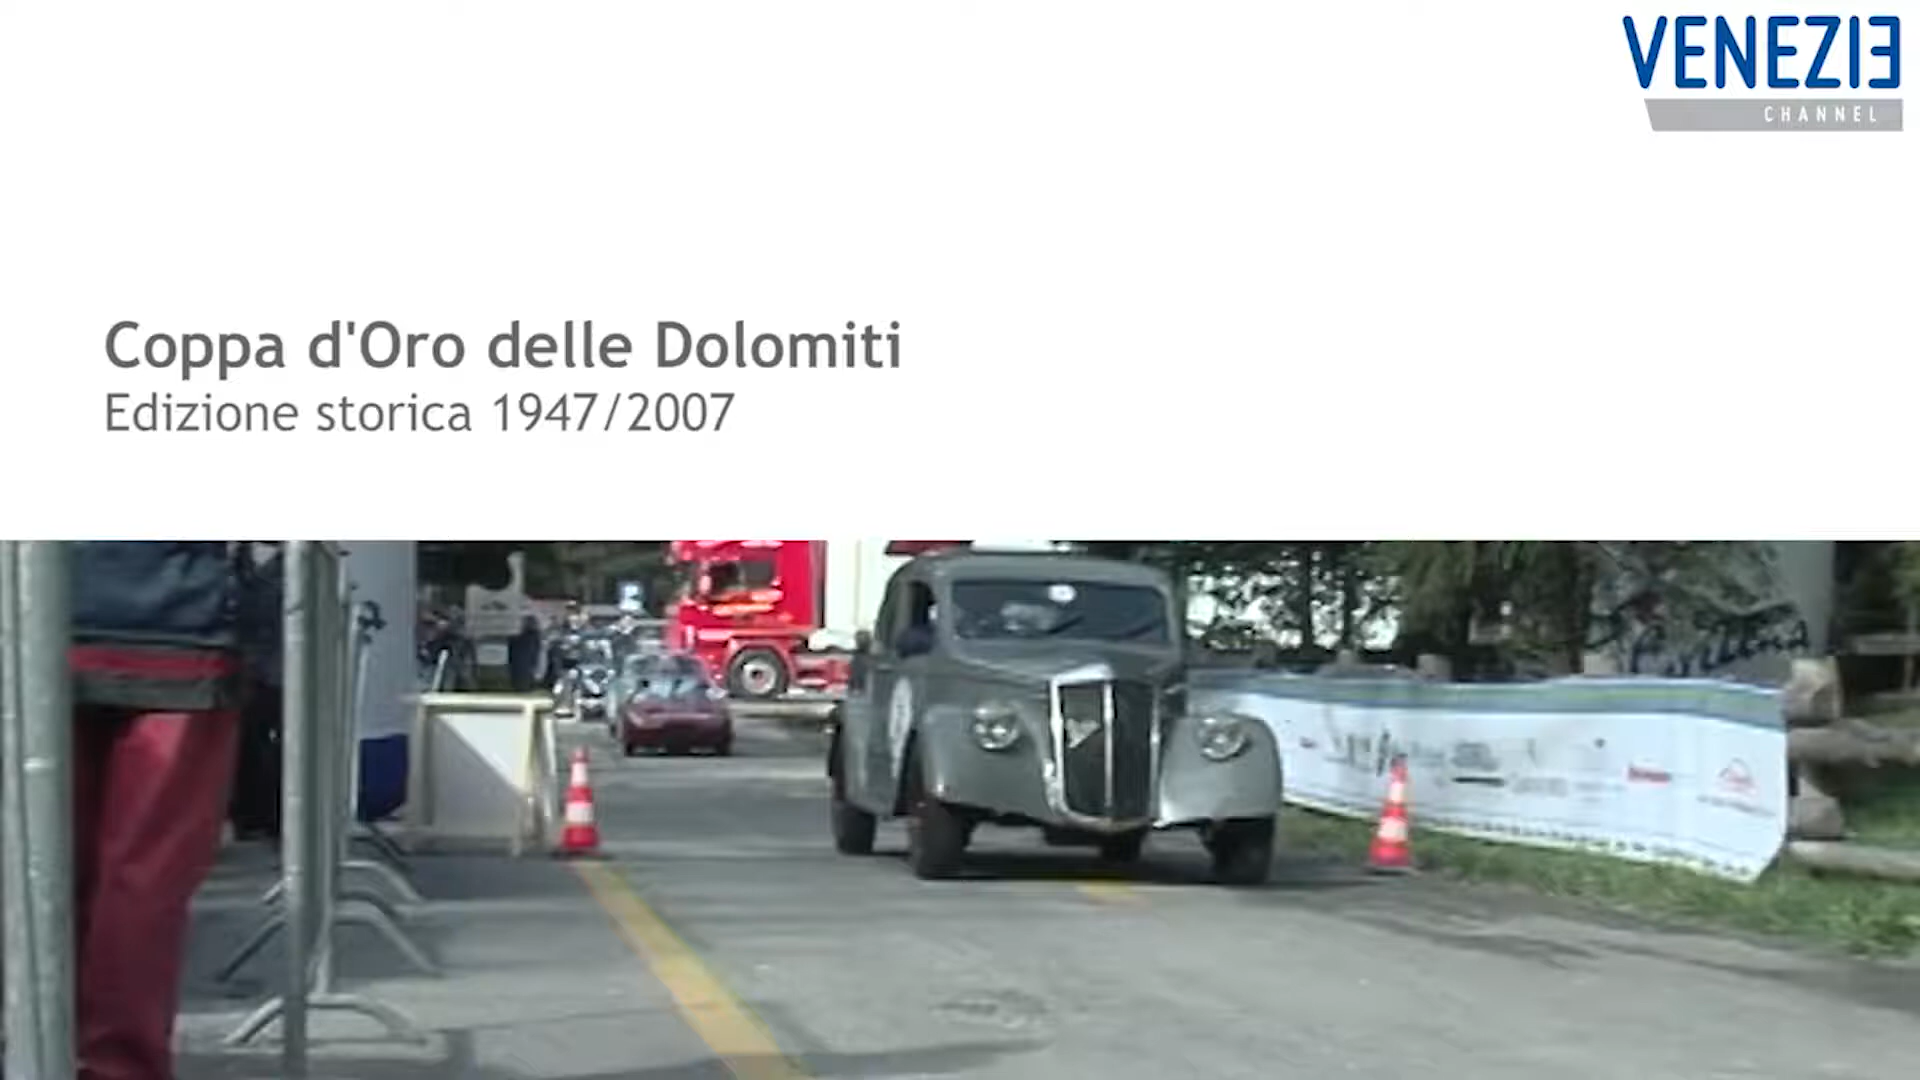 VENEZIE
CHANNEL
Coppa d'Oro delle Dolomiti
Edizione storica 1947/2007